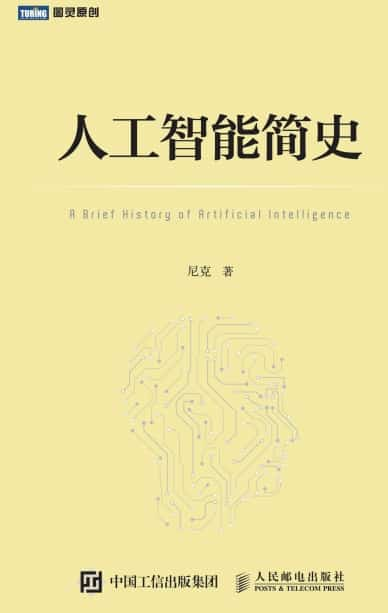 TURING 图灵原创
人工智能简史
A Brief History of Artificial Intelligence
尼克 著
中国工信出版集团 人民邮电出版社
POSTS & TELECOM PRESS